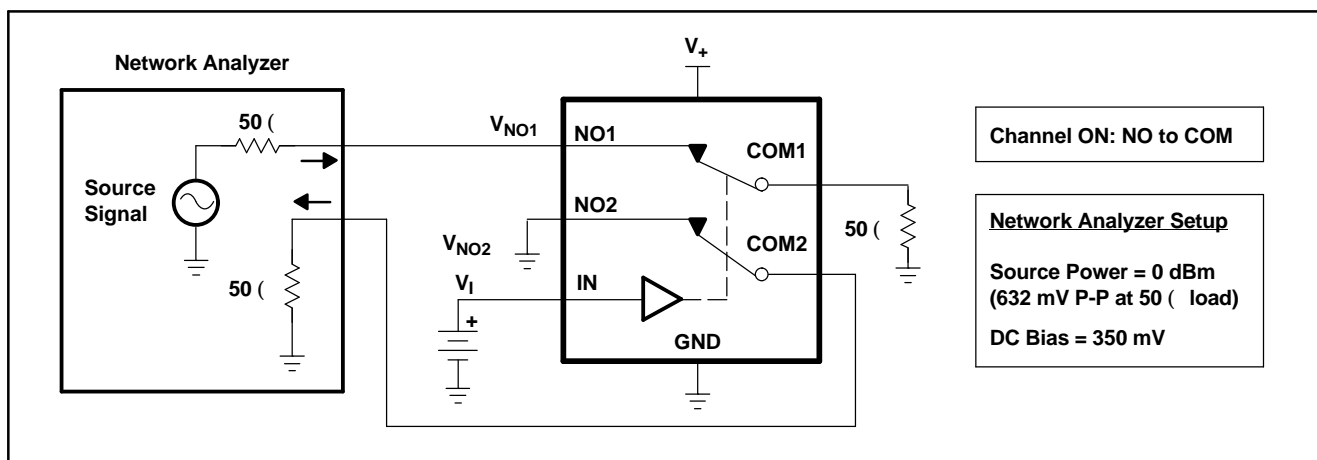 Network Analyzer
50 (
Source
Signal
50 (
V+
VNO1
NO1
COM1
NO2
VNO2
COM2
50 (
VI
IN
+
GND
Channel ON: NO to COM
Network Analyzer Setup
Source Power = 0 dBm
(632 mV P-P at 50 ( load)
DC Bias = 350 mV